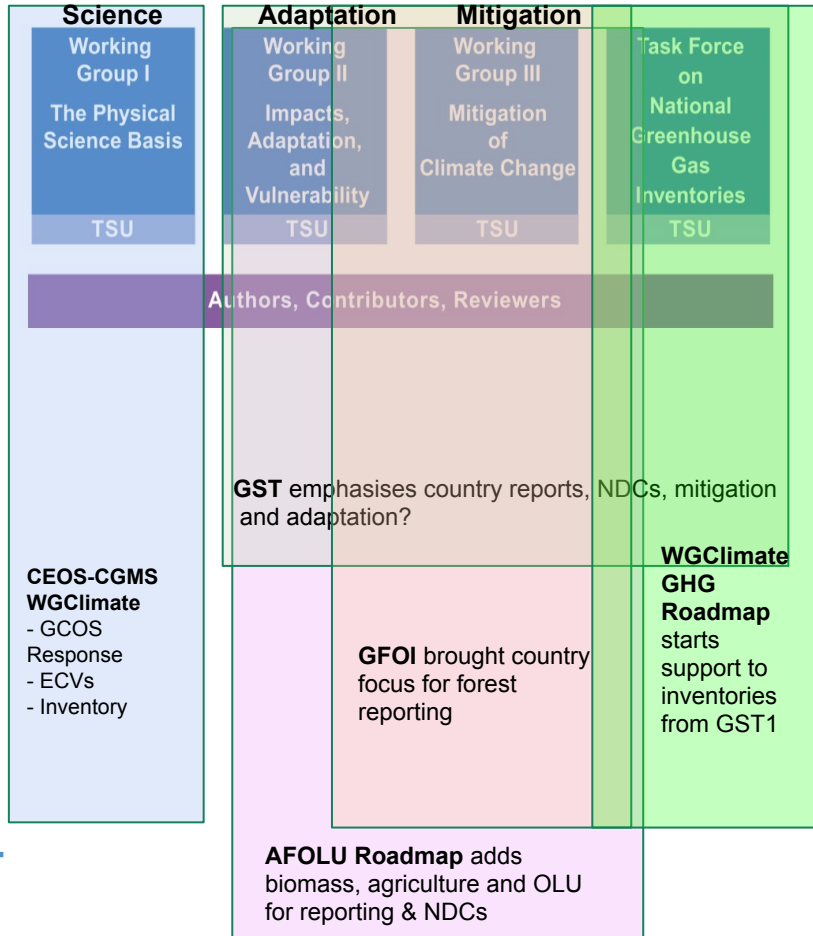 Science
Adaptation
Mitigation
Working
Group I
The Physical
Science Basis
TSU
Working
Group II
Impacts,
Adaptation,
and
Vulnerability
TSU
Working
Group III
Mitigation
of
Climate Change
TSU
Task Force
on
National
Greenhouse
Gas
Inventories
TSU
Authors, Contributors, Reviewers
GST emphasises country reports, NDCs, mitigation
and adaptation?
CEOS-CGMS
WGClimate
- GCOS
Response
- ECVs
- Inventory
GFOI brought country
focus for forest
reporting
WGClimate
GHG
Roadmap
starts
support to
inventories
from GST1
AFOLU Roadmap adds
biomass, agriculture and OLU
for reporting & NDCs